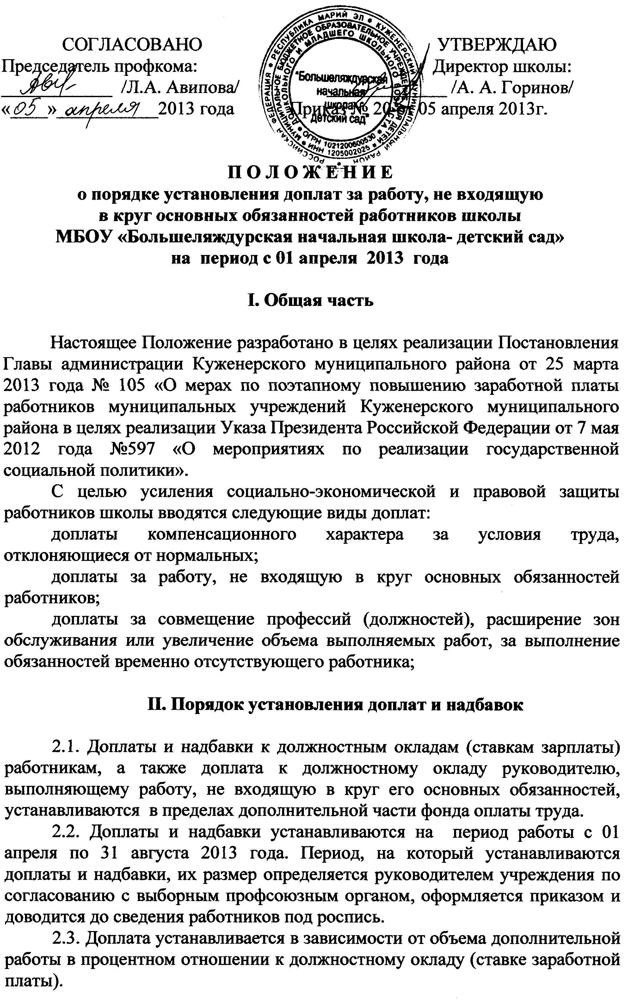 СОГЛАСОВАНО
Председатель профкома:
/Л.А. Авипова/
«05» апреля 2013 года
УТВЕРЖДАЮ
Директор школы:
/А. А. Горинов/
Приказ № 20 05 апреля 2013г.
РОССИЙСКАЯ ФЕДЕРАЦИЯ * РЕСПУБЛИКА МАРИЙ ЭЛ * КУЖЕНЕРСКИЙ МУНИЦИПАЛЬНЫЙ РАЙОН *
МУНИЦИПАЛЬНОЕ БЮДЖЕТНОЕ ОБРАЗОВАТЕЛЬНОЕ УЧРЕЖДЕНИЕ ДЛЯ ДЕТЕЙ
* ИНН 1205002025 *
ДОШКОЛЬНОГО И МЛАДШЕГО ШКОЛЬНОГО ВОЗРАСТА
* ОГРН 1021200600530 *
"Большеляждурская
начальная
школа-
детский сад"
П О Л О Ж Е Н И Е
о порядке установления доплат за работу, не входящую
в круг основных обязанностей работников школы
МБОУ «Большеляждурская начальная школа- детский сад»
на период с 01 апреля 2013 года
I. Общая часть
Настоящее Положение разработано в целях реализации Постановления
Главы администрации Куженерского муниципального района от 25 марта
2013 года № 105 «О мерах по поэтапному повышению заработной платы
работников муниципальных учреждений Куженерского муниципального
района в целях реализации Указа Президента Российской Федерации от 7 мая
2012 года №597 «О мероприятиях по реализации государственной
социальной политики».
С целью усиления социально-экономической и правовой защиты
работников школы вводятся следующие виды доплат:
доплаты компенсационного характера за условия труда,
отклоняющиеся от нормальных;
доплаты за работу, не входящую в круг основных обязанностей
работников;
доплаты за совмещение профессий (должностей), расширение зон
обслуживания или увеличение объема выполняемых работ, за выполнение
обязанностей временно отсутствующего работника;
II. Порядок установления доплат и надбавок
2.1. Доплаты и надбавки к должностным окладам (ставкам зарплаты)
работникам, а также доплата к должностному окладу руководителю,
выполняющему работу, не входящую в круг его основных обязанностей,
устанавливаются в пределах дополнительной части фонда оплаты труда.
2.2. Доплаты и надбавки устанавливаются на период работы с 01
апреля по 31 августа 2013 года. Период, на который устанавливаются
доплаты и надбавки, их размер определяется руководителем учреждения по
согласованию с выборным профсоюзным органом, оформляется приказом и
доводится до сведения работников под роспись.
2.3. Доплата устанавливается в зависимости от объема дополнительной
работы в процентном отношении к должностному окладу (ставке заработной
платы).